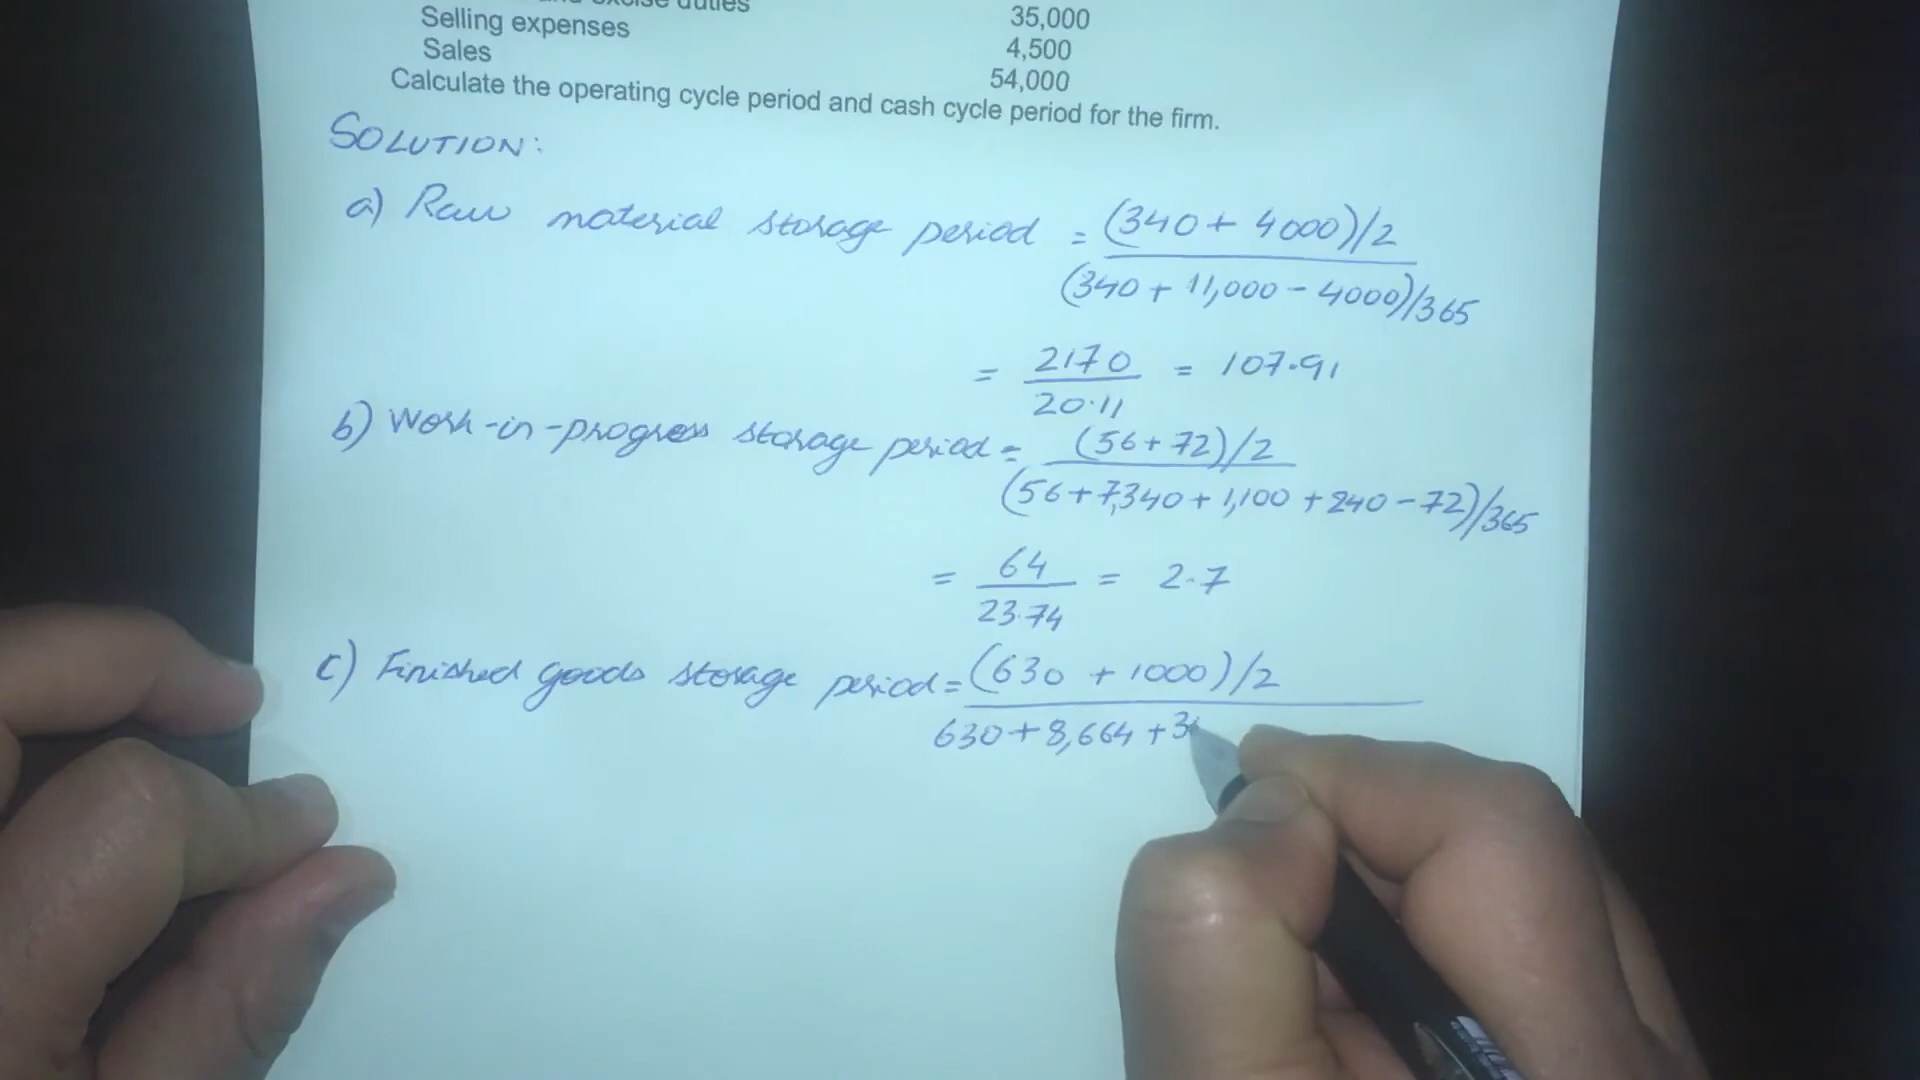 excise duties 35,000
Selling expenses 4,500
Sales 54,000
Calculate the operating cycle period and cash cycle period for the firm.
SOLUTION:
a) Raw material storage period = (340 + 4000)/2
(340 + 11,000 - 4000)/365
= 2170 = 107.91
20.11
b) Work-in-progress storage period = (56 + 72)/2
(56 + 7,340 + 1,100 + 240 - 72)/365
= 64 = 2.7
23.74
c) Finished goods storage period = (630 + 1000)/2
630 + 8,664 + 3